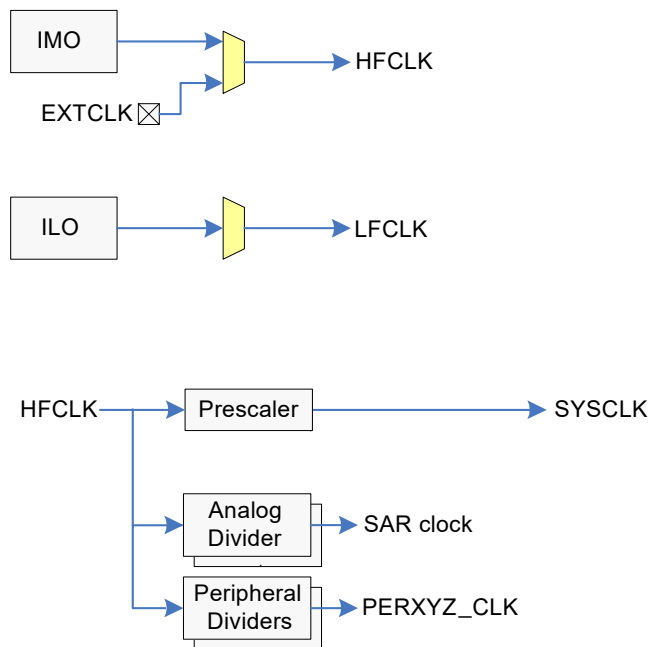 IMO
HFCLK
EXTCLK
ILO
LFCLK
HFCLK
Prescaler
SYSCLK
Analog
Divider
SAR clock
Peripheral
Dividers
PERXYZ_CLK